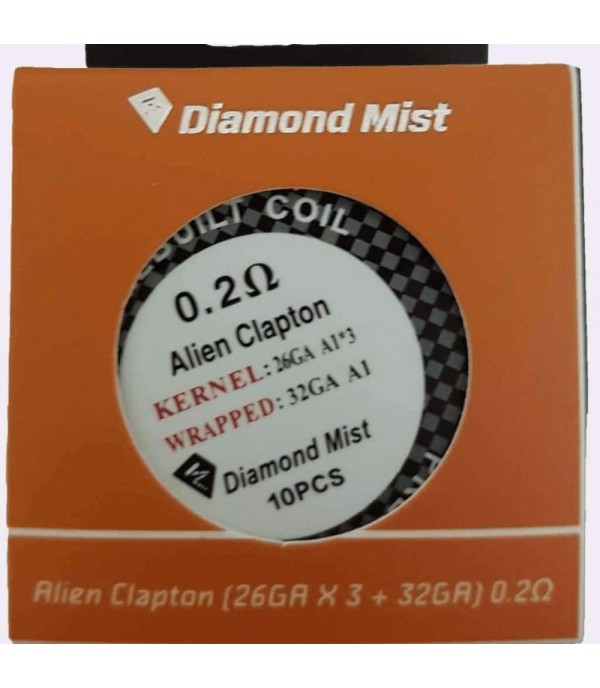 Diamond Mist
COIL
0.2Ω
Alien Clapton
KERNEL: 26GA A1*3
WRAPPED: 32GA A1
Diamond Mist
10PCS
Alien Clapton (26GA X 3 + 32GA) 0.2Ω